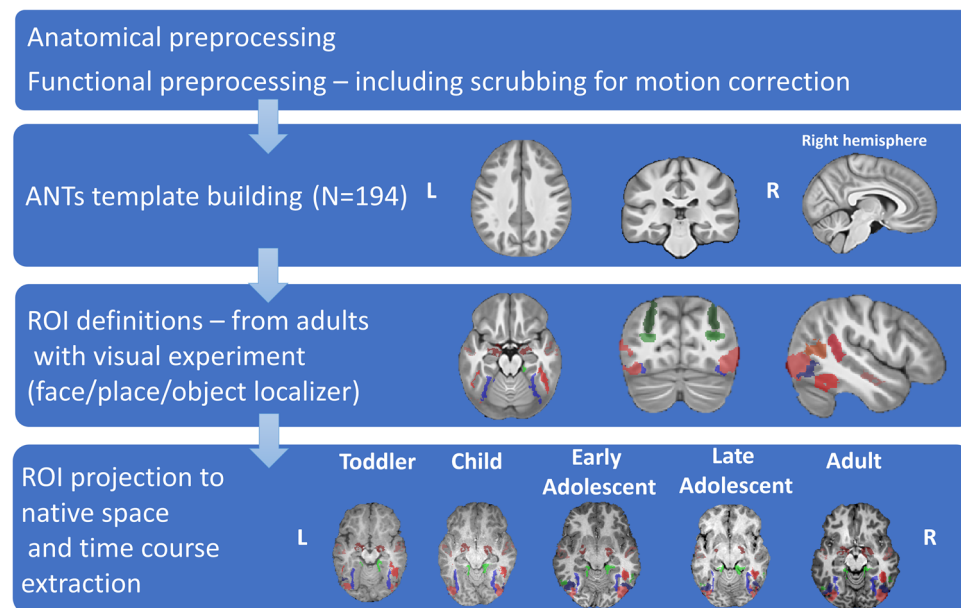 Anatomical preprocessing
Functional preprocessing – including scrubbing for motion correction
ANTs template building (N=194)
L
R
Right hemisphere
ROI definitions – from adults
with visual experiment
(face/place/object localizer)
ROI projection to
native space
and time course
extraction
L
Toddler
Child
Early
Adolescent
Late
Adolescent
Adult
R